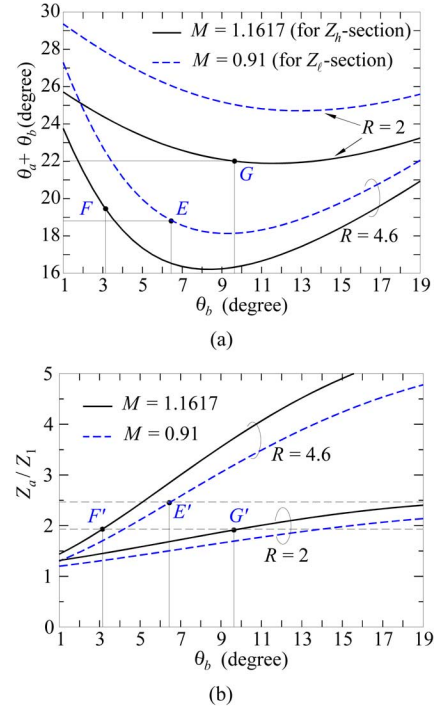 30
28
26
24
22
20
18
16
θa+ θb (degree)
M = 1.1617 (for Zh-section)
M = 0.91 (for Zℓ-section)
R = 2
G
F
E
R = 4.6
1 3 5 7 9 11 13 15 17 19
θb (degree)
(a)
5
4
3
2
1
0
Za / Z1
M = 1.1617
M = 0.91
R = 4.6
F′
E′
G′
R = 2
1 3 5 7 9 11 13 15 17 19
θb (degree)
(b)